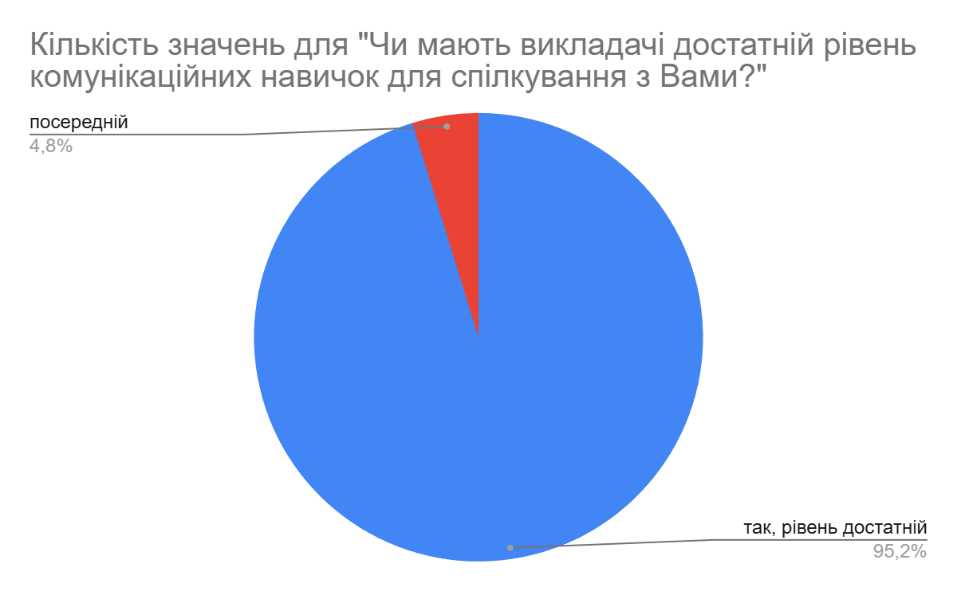 Кількість значень для "Чи мають викладачі достатній рівень
комунікаційних навичок для спілкування з Вами?"
посередній
4,8%
так, рівень достатній
95,2%